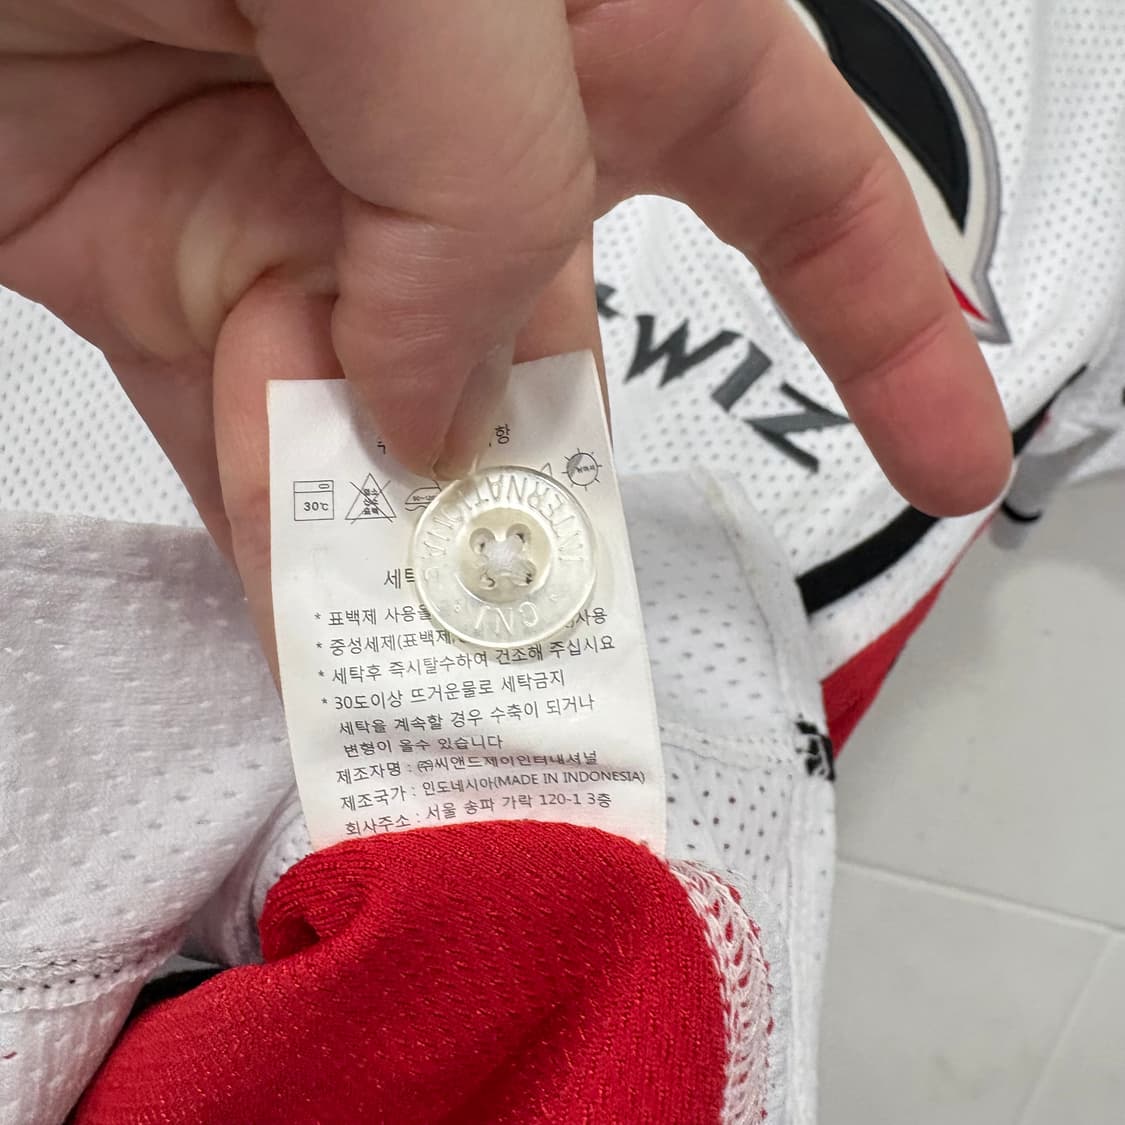 WIZ
항
30℃
세탁
* 표백제 사용을 사용
* 중성세제(표백제,
* 세탁후 즉시탈수하여 건조해 주십시요
* 30도이상 뜨거운물로 세탁금지
세탁을 계속할 경우 수축이 되거나
변형이 올수 있습니다
제조자명 : ㈜씨앤드제이인터내셔널
제조국가 : 인도네시아(MADE IN INDONESIA)
회사주소 : 서울 송파 가락 120-1 3층
CNJ INTERNATIONAL